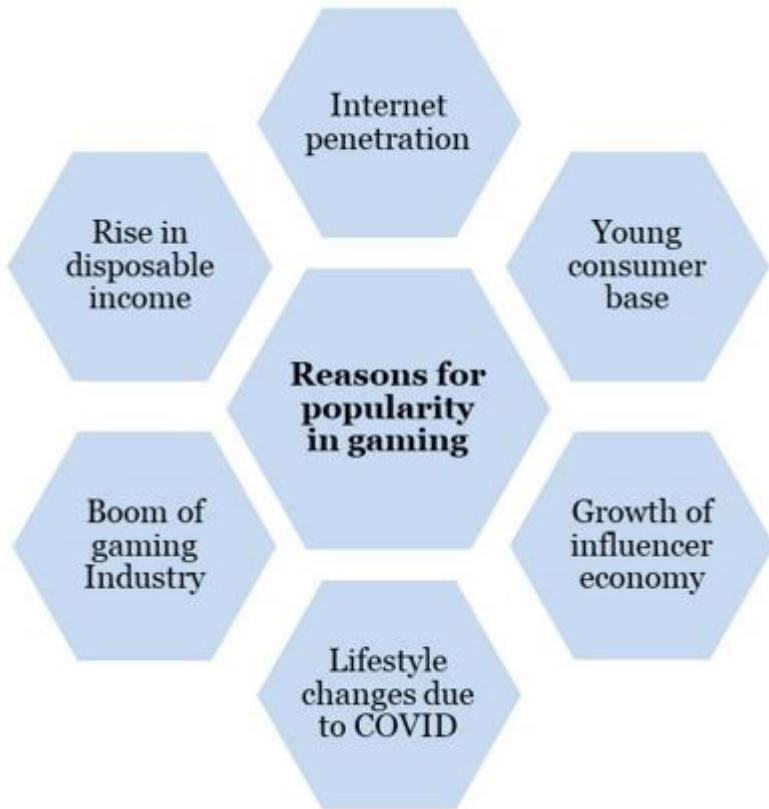 Internet
penetration
Rise in
disposable
income
Young
consumer
base
Reasons for
popularity
in gaming
Boom of
gaming
Industry
Growth of
influencer
economy
Lifestyle
changes due
to COVID